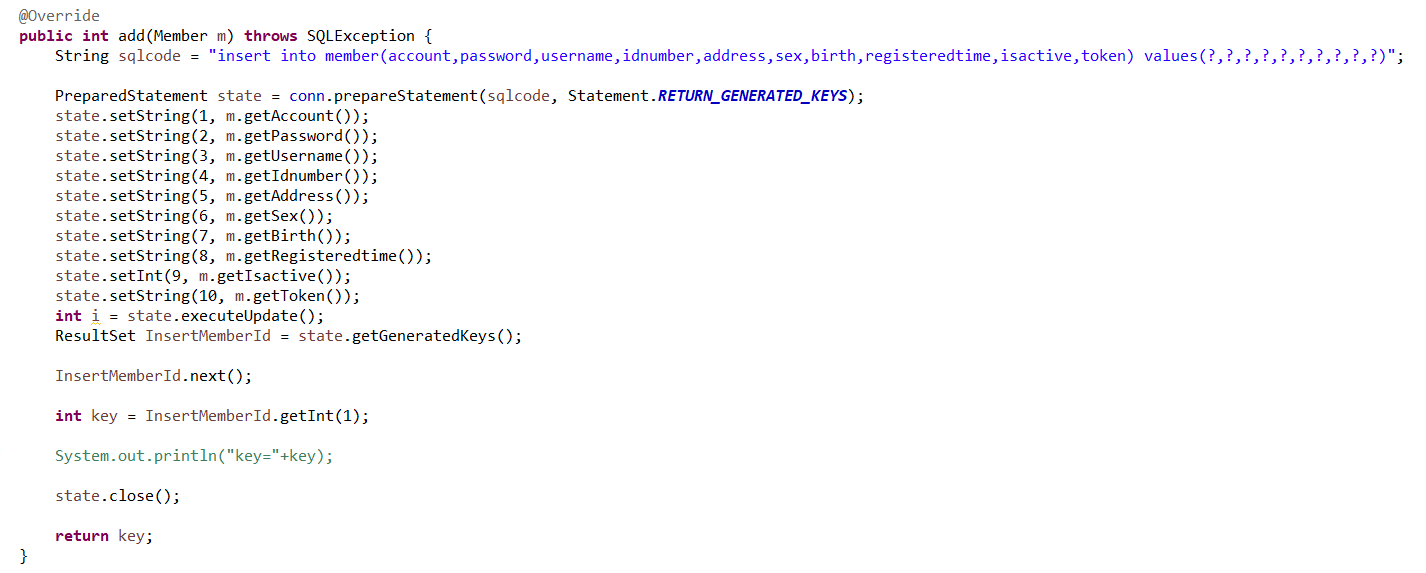 @Override
public int add(Member m) throws SQLException {
    String sqlcode = "insert into member(account,password,username,idnumber,address,sex,birth,registeredtime,isactive,token) values(?,?,?,?,?,?,?,?,?,?)";
    PreparedStatement state = conn.prepareStatement(sqlcode, Statement.RETURN_GENERATED_KEYS);
    state.setString(1, m.getAccount());
    state.setString(2, m.getPassword());
    state.setString(3, m.getUsername());
    state.setString(4, m.getIdnumber());
    state.setString(5, m.getAddress());
    state.setString(6, m.getSex());
    state.setString(7, m.getBirth());
    state.setString(8, m.getRegisteredtime());
    state.setInt(9, m.getIsactive());
    state.setString(10, m.getToken());
    int i = state.executeUpdate();
    ResultSet InsertMemberId = state.getGeneratedKeys();
    InsertMemberId.next();
    int key = InsertMemberId.getInt(1);
    System.out.println("key="+key);
    state.close();
    return key;
}